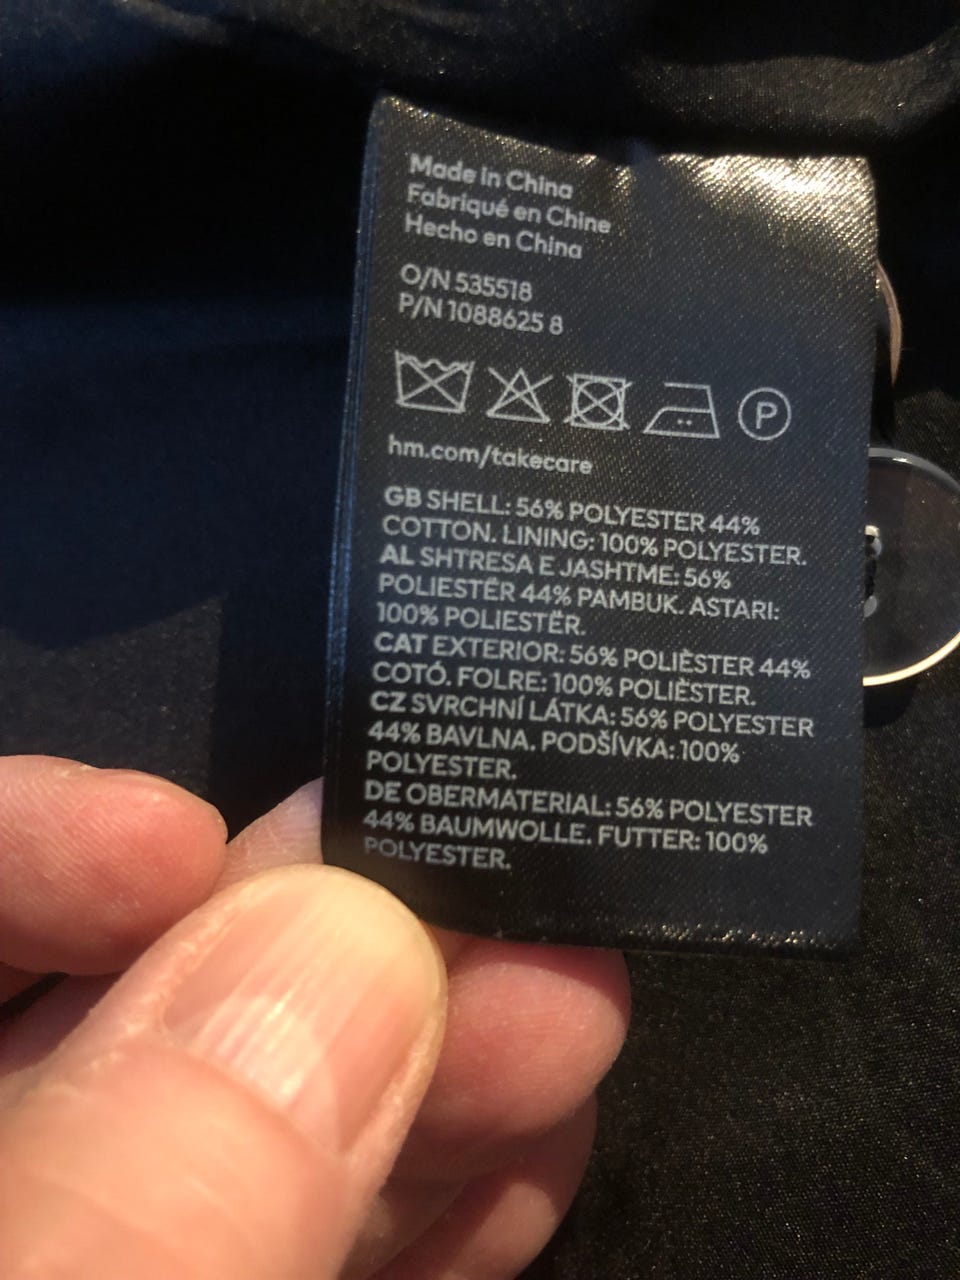 Made in China
Fabriqué en Chine
Hecho en China
O/N 535518
P/N 1088625 8
P
hm.com/takecare
GB SHELL: 56% POLYESTER 44%
COTTON. LINING: 100% POLYESTER.
AL SHTRESA E JASHTME: 56%
POLIESTËR 44% PAMBUK. ASTARI:
100% POLIESTËR.
CAT EXTERIOR: 56% POLIÈSTER 44%
COTÓ. FOLRE: 100% POLIÈSTER.
CZ SVRCHNÍ LÁTKA: 56% POLYESTER
44% BAVLNA. PODŠÍVKA: 100%
POLYESTER.
DE OBERMATERIAL: 56% POLYESTER
44% BAUMWOLLE. FUTTER: 100%
POLYESTER.